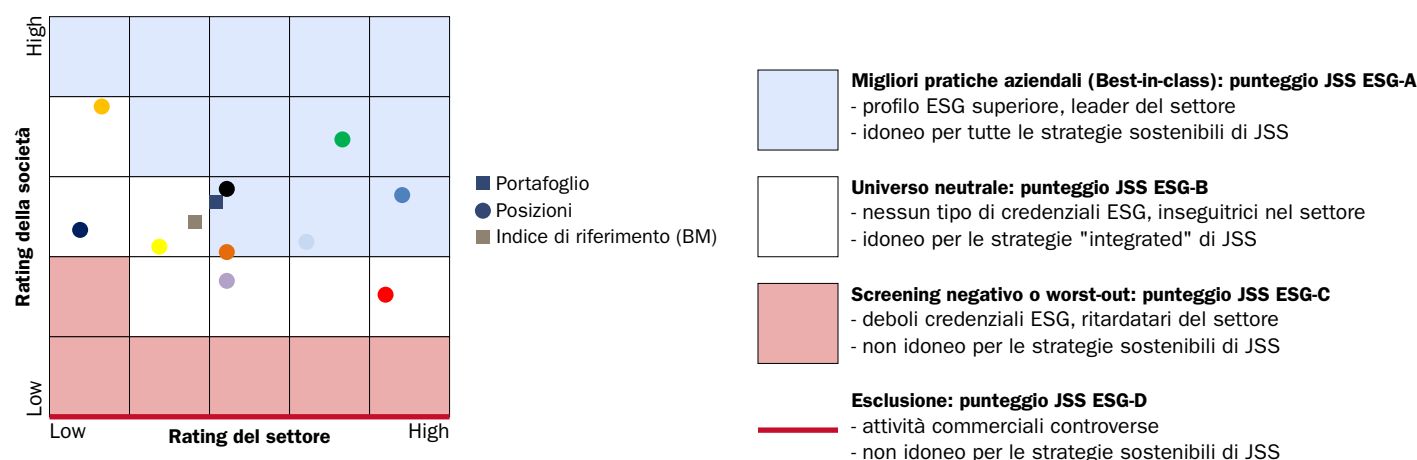 High
Rating della società
Low
Low
Rating del settore
High
Portafoglio
Posizioni
Indice di riferimento (BM)
Migliori pratiche aziendali (Best-in-class): punteggio JSS ESG-A
- profilo ESG superiore, leader del settore
- idoneo per tutte le strategie sostenibili di JSS
Universo neutrale: punteggio JSS ESG-B
- nessun tipo di credenziali ESG, inseguitrici nel settore
- idoneo per le strategie "integrated" di JSS
Screening negativo o worst-out: punteggio JSS ESG-C
- deboli credenziali ESG, ritardatari del settore
- non idoneo per le strategie sostenibili di JSS
Esclusione: punteggio JSS ESG-D
- attività commerciali controverse
- non idoneo per le strategie sostenibili di JSS